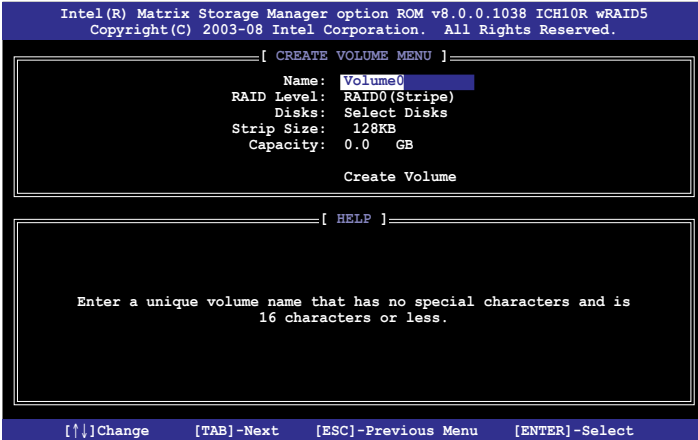 Intel(R) Matrix Storage Manager option ROM v8.0.0.1038 ICH10R wRAID5
Copyright(C) 2003-08 Intel Corporation. All Rights Reserved.
[ CREATE VOLUME MENU ]
Name: Volume0
RAID Level: RAID0(Stripe)
Disks: Select Disks
Strip Size: 128KB
Capacity: 0.0 GB
Create Volume
[ HELP ]
Enter a unique volume name that has no special characters and is
16 characters or less.
[↑↓]Change [TAB]-Next [ESC]-Previous Menu [ENTER]-Select